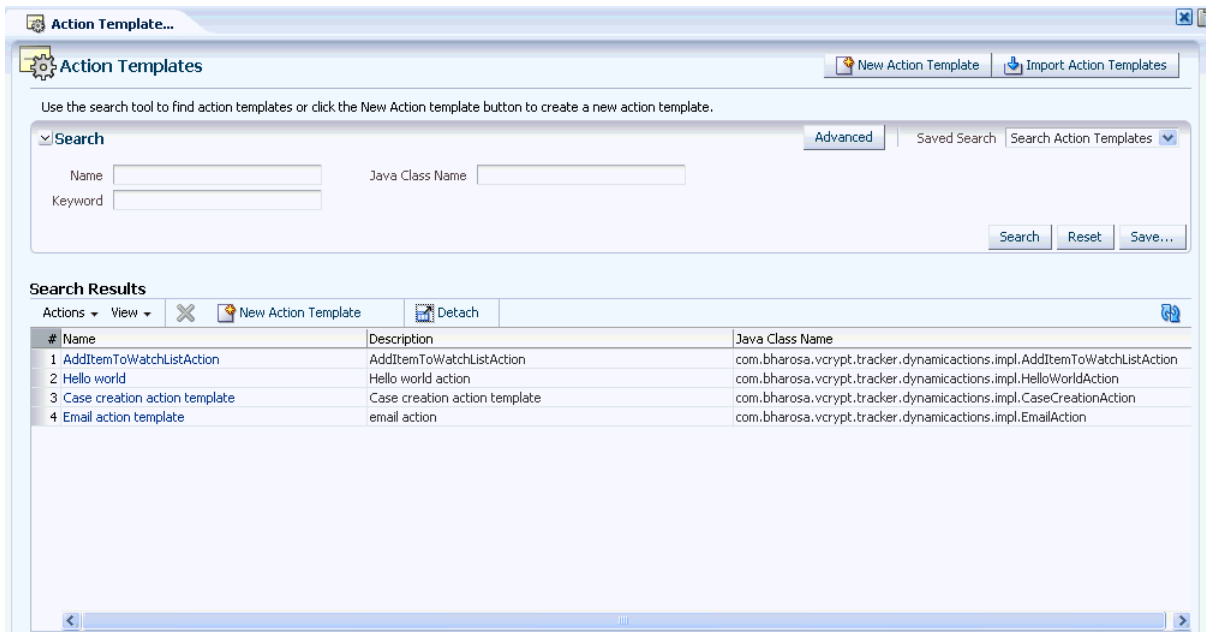 Action Template...
Action Templates
New Action Template
Import Action Templates
Use the search tool to find action templates or click the New Action template button to create a new action template.
Search
Advanced
Saved Search
Search Action Templates
Name
Java Class Name
Keyword
Search
Reset
Save...
Search Results
Actions View New Action Template Detach
# Name Description Java Class Name
1 AddItemToWatchListAction AddItemToWatchListAction com.bharosa.vcrypt.tracker.dynamicactions.impl.AddItemToWatchListAction
2 Hello world Hello world action com.bharosa.vcrypt.tracker.dynamicactions.impl.HelloWorldAction
3 Case creation action template Case creation action template com.bharosa.vcrypt.tracker.dynamicactions.impl.CaseCreationAction
4 Email action template email action com.bharosa.vcrypt.tracker.dynamicactions.impl.EmailAction